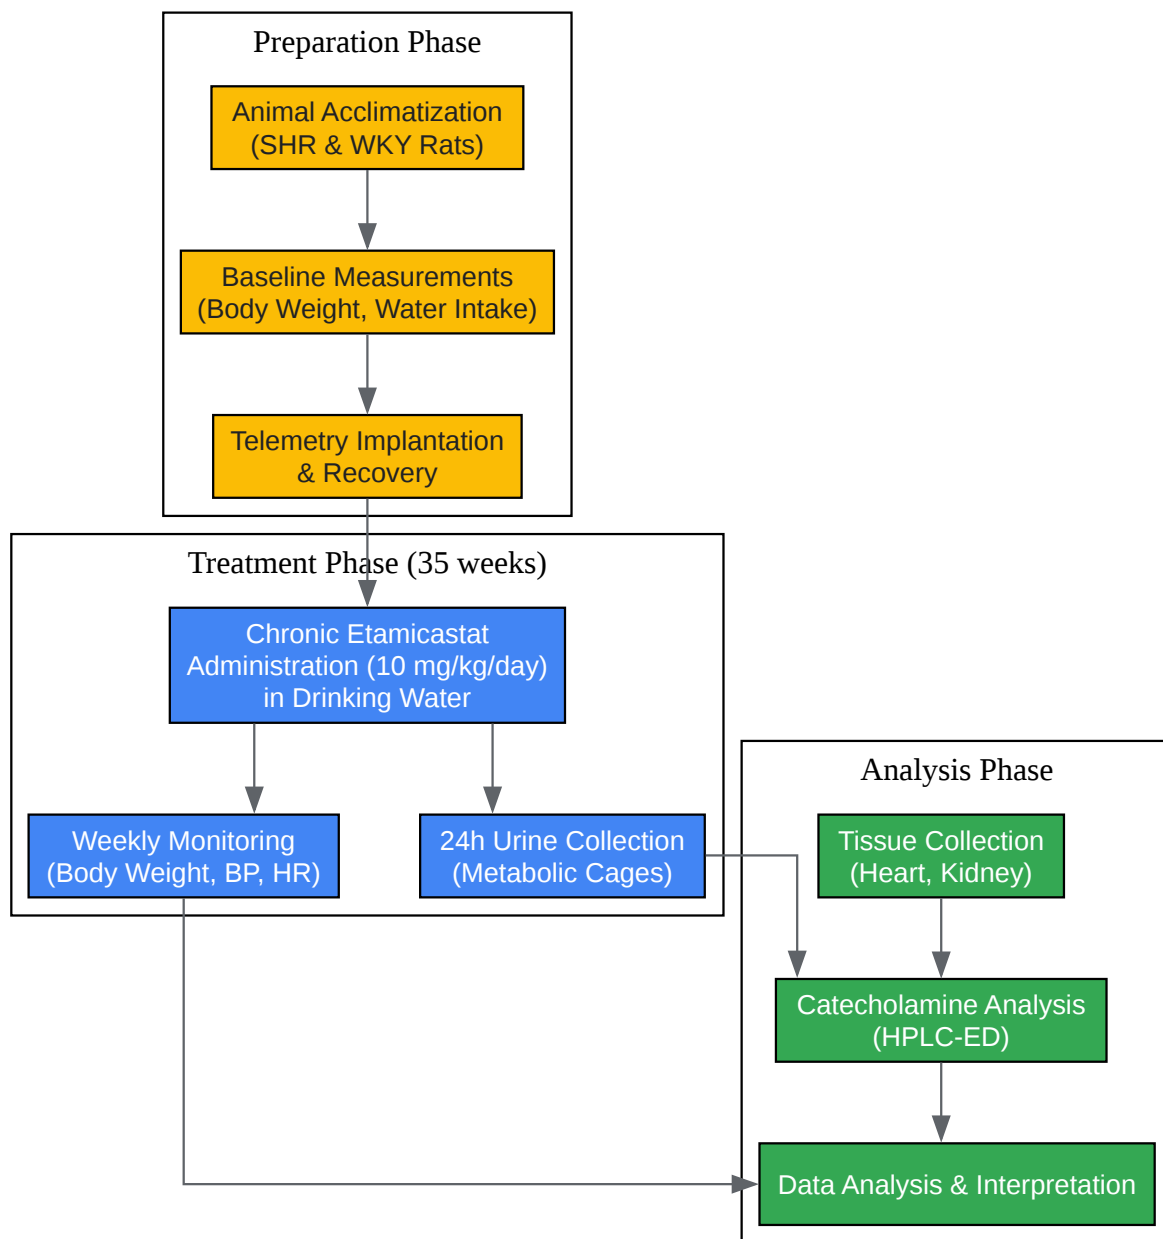 Preparation Phase
Animal Acclimatization
(SHR & WKY Rats)
Baseline Measurements
(Body Weight, Water Intake)
Telemetry Implantation
& Recovery
Treatment Phase (35 weeks)
Chronic Etamicastat
Administration (10 mg/kg/day)
in Drinking Water
Weekly Monitoring
(Body Weight, BP, HR)
24h Urine Collection
(Metabolic Cages)
Analysis Phase
Tissue Collection
(Heart, Kidney)
Catecholamine Analysis
(HPLC-ED)
Data Analysis & Interpretation